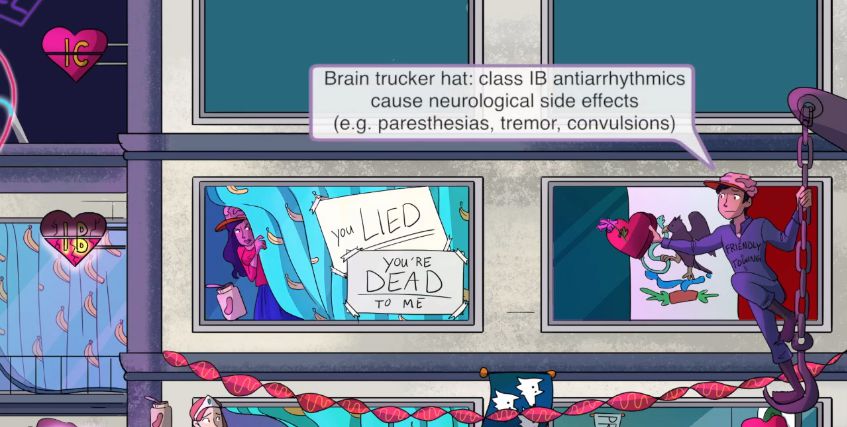 IC
Brain trucker hat: class IB antiarrhythmics
cause neurological side effects
(e.g. paresthesias, tremor, convulsions)
IB
YOU LIED
YOU'RE
DEAD
TO ME
FRIENDLY
TOWING